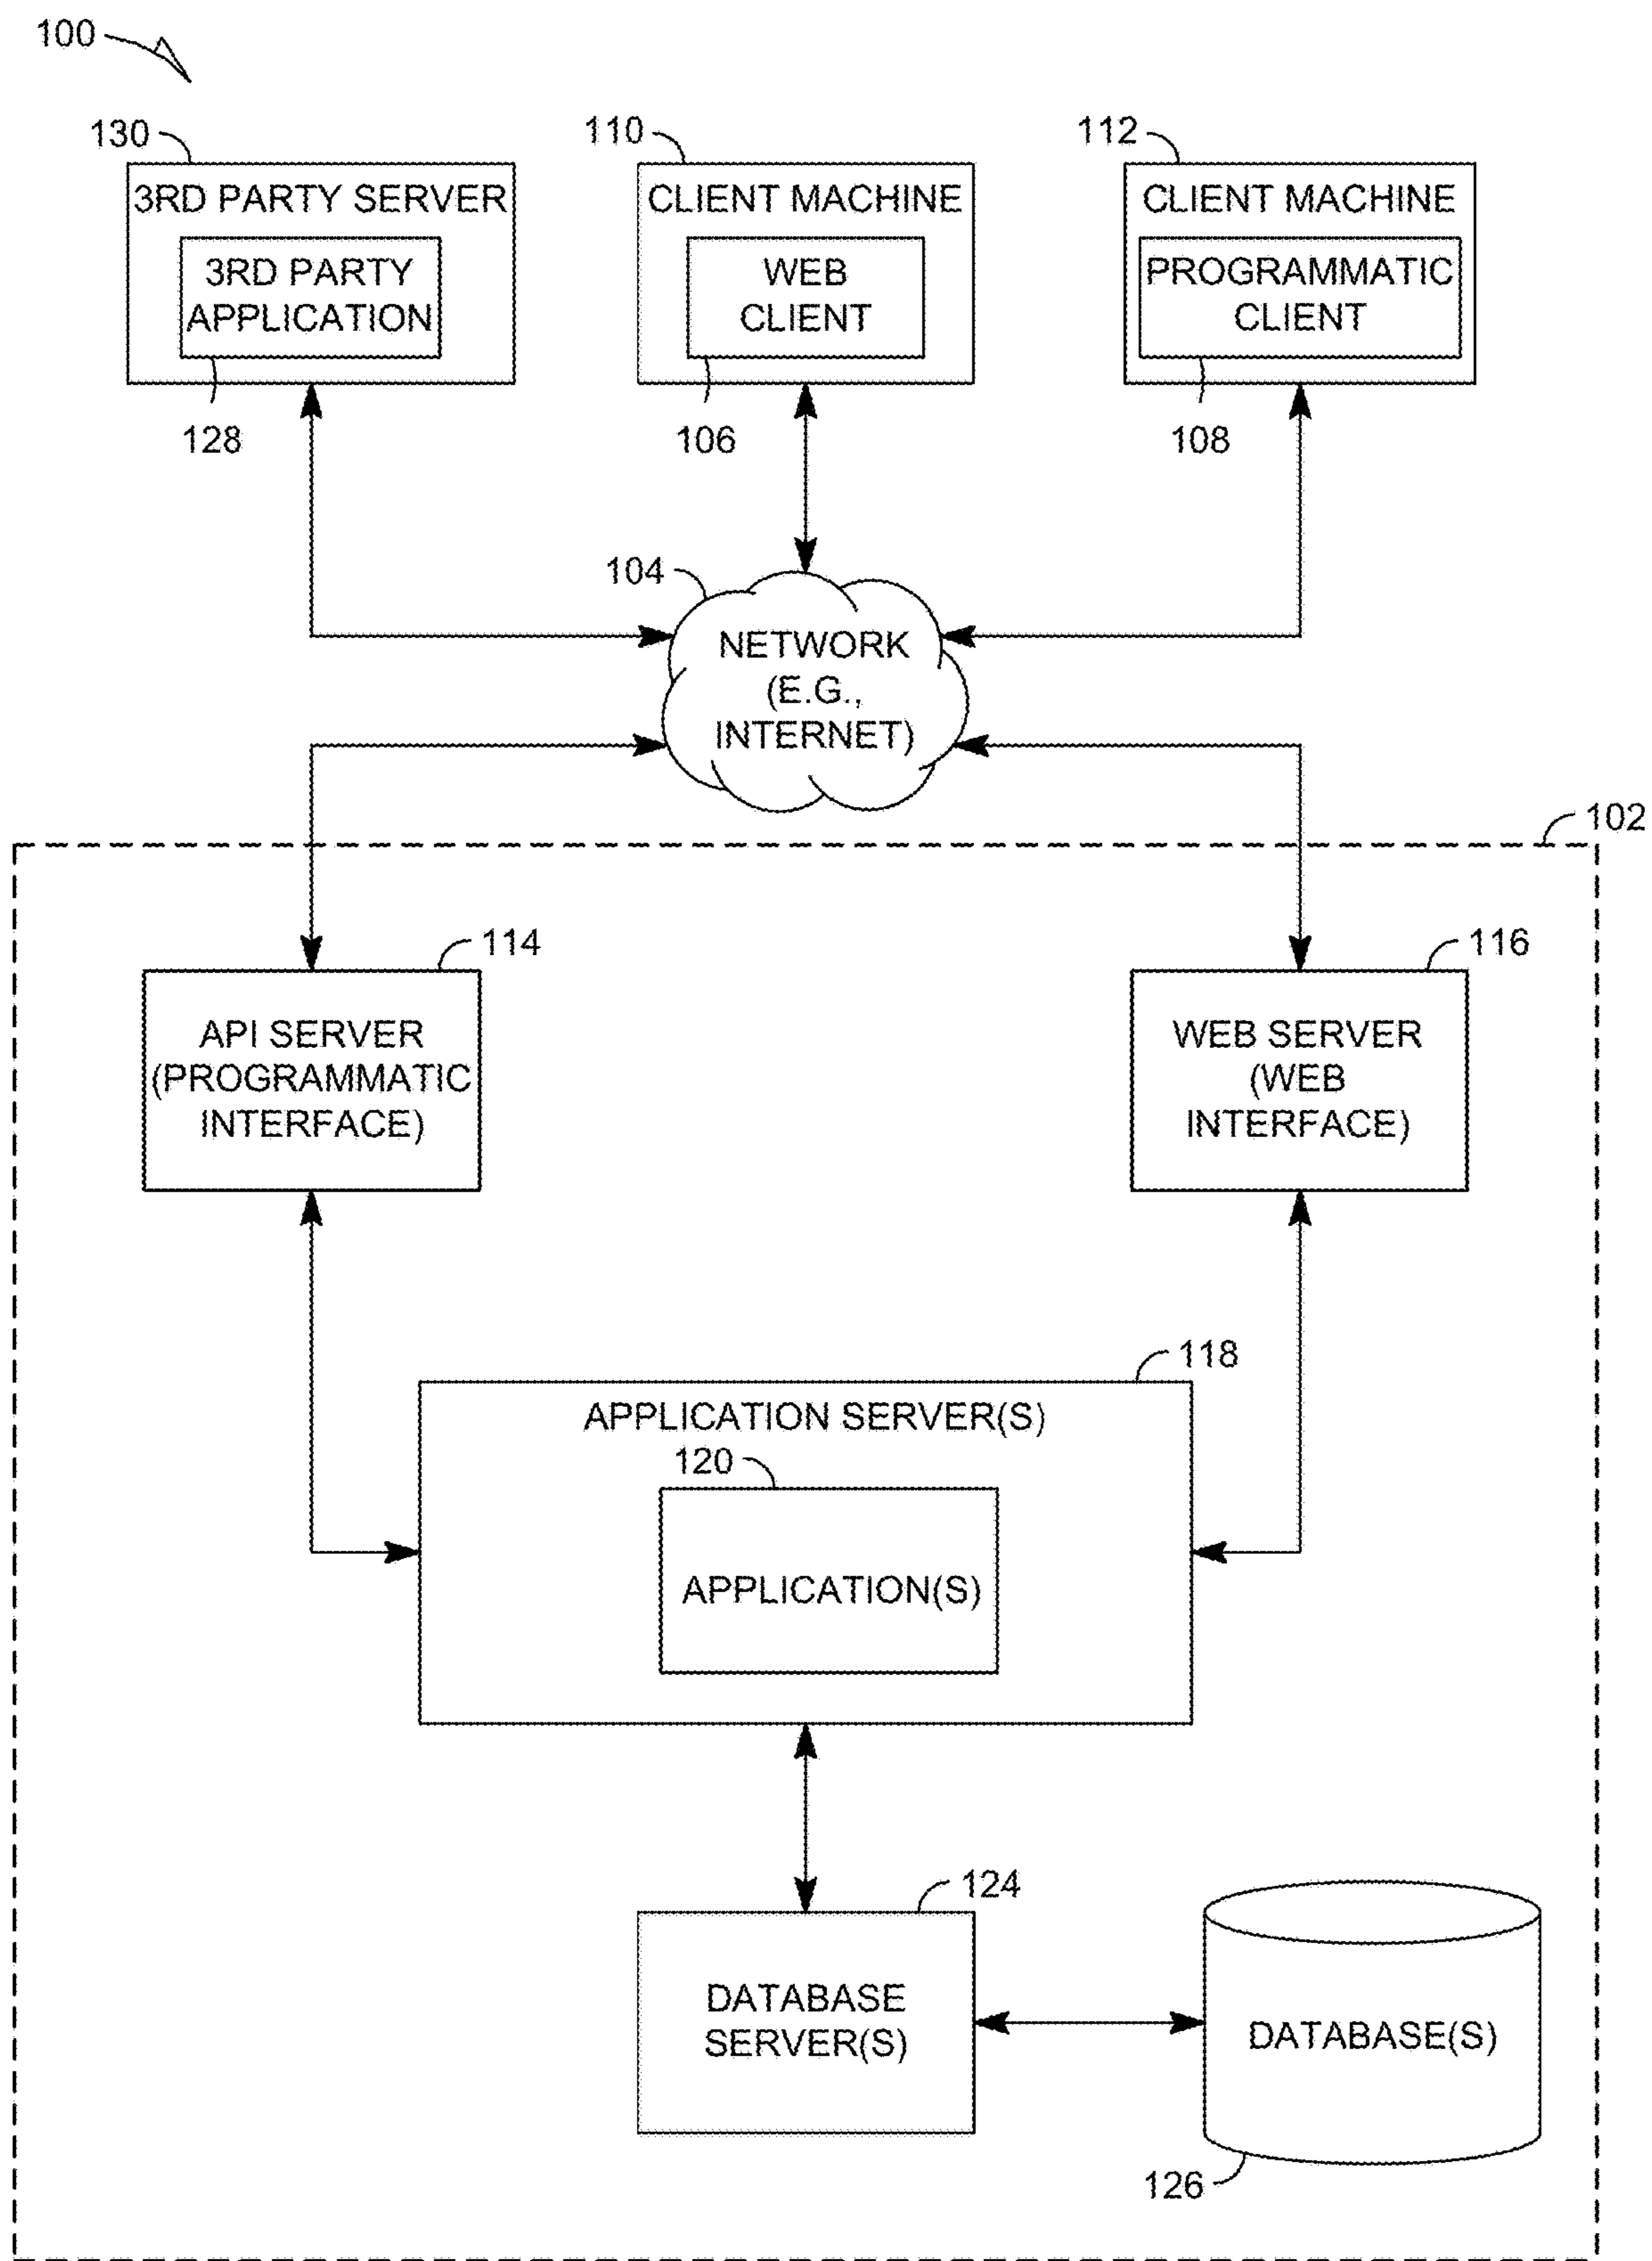 100
130
110
112
3RD PARTY SERVER
CLIENT MACHINE
CLIENT MACHINE
3RD PARTY
APPLICATION
WEB
CLIENT
PROGRAMMATIC
CLIENT
128
106
108
104
NETWORK
(E.G.,
INTERNET)
102
114
116
API SERVER
(PROGRAMMATIC
INTERFACE)
WEB SERVER
(WEB
INTERFACE)
118
APPLICATION SERVER(S)
120
APPLICATION(S)
124
DATABASE
SERVER(S)
DATABASE(S)
126